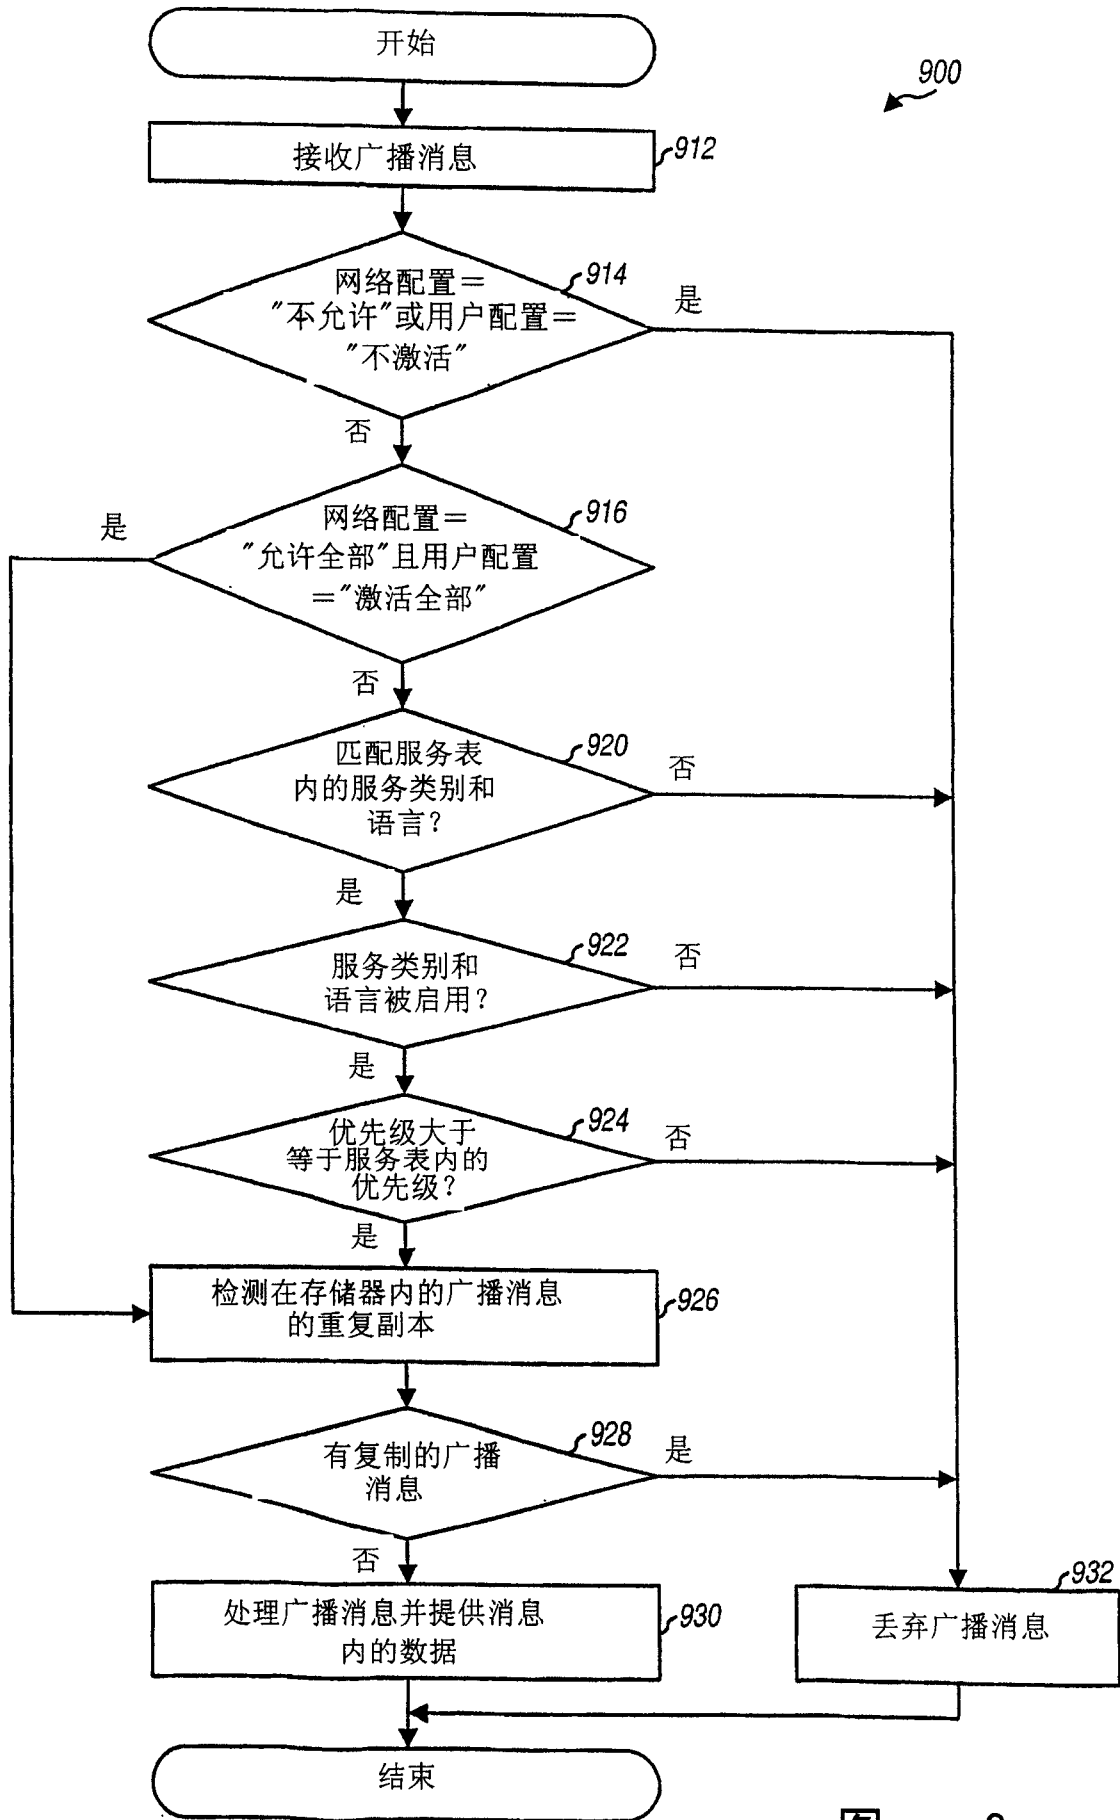 开始
900
接收广播消息
912
网络配置＝
"不允许"或用户配置＝
"不激活"
914
是
否
网络配置＝
"允许全部"且用户配置
＝"激活全部"
916
是
否
匹配服务表
内的服务类别和
语言？
920
否
是
服务类别和
语言被启用？
922
否
是
优先级大于
等于服务表内的
优先级？
924
否
是
检测在存储器内的广播消息
的重复副本
926
有复制的广播
消息
928
是
否
处理广播消息并提供消息
内的数据
930
丢弃广播消息
932
结束